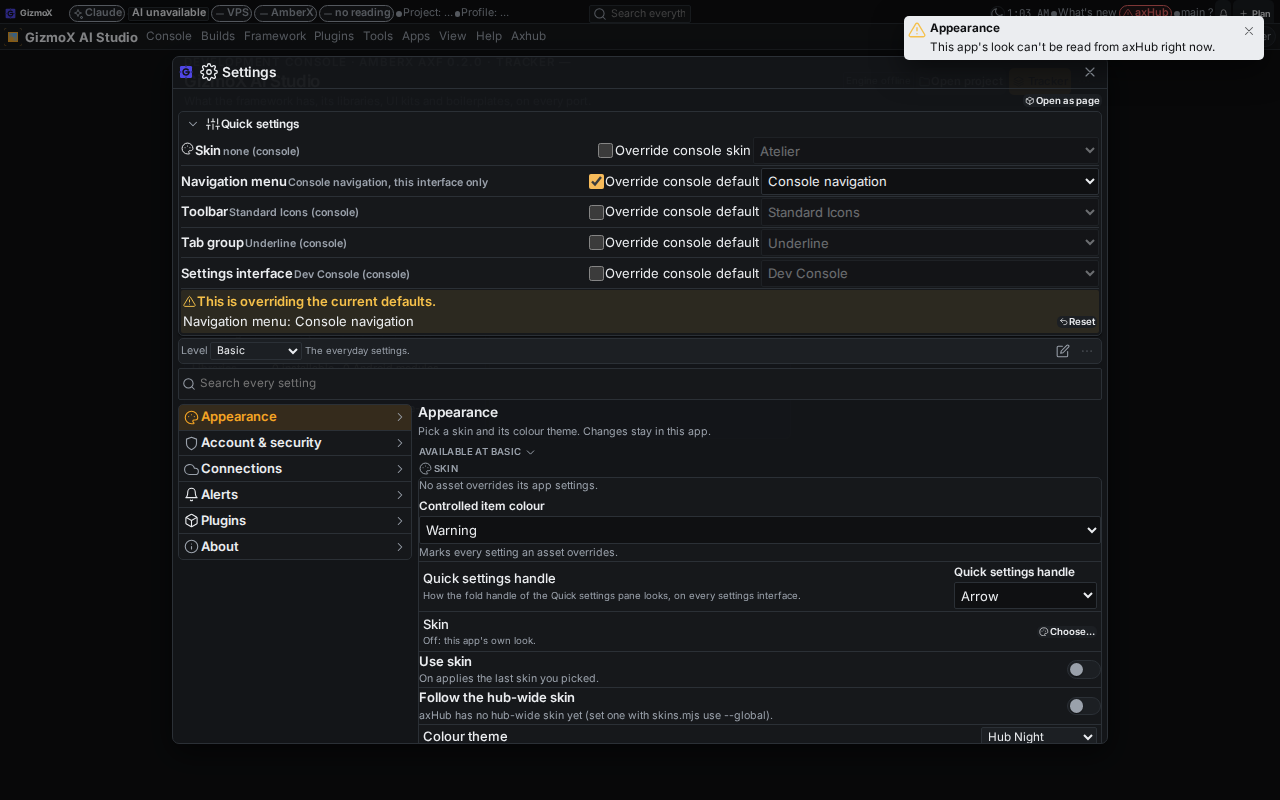 GizmoX Claude AI unavailable VPS AmberX no reading Project: ... Profile: ... Search everyth 1:03 AM What's new axHub main ? Plan
GizmoX AI Studio Console Builds Framework Plugins Tools Apps View Help Axhub
Appearance
This app's look can't be read from axHub right now.
Settings
Open as page
Quick settings
Skin none (console) Override console skin Atelier
Navigation menu Console navigation, this interface only Override console default Console navigation
Toolbar Standard Icons (console) Override console default Standard Icons
Tab group Underline (console) Override console default Underline
Settings interface Dev Console (console) Override console default Dev Console
This is overriding the current defaults.
Navigation menu: Console navigation Reset
Level Basic The everyday settings.
Search every setting
Appearance
Account & security
Connections
Alerts
Plugins
About
Appearance
Pick a skin and its colour theme. Changes stay in this app.
AVAILABLE AT BASIC
SKIN
No asset overrides its app settings.
Controlled item colour
Warning
Marks every setting an asset overrides.
Quick settings handle
How the fold handle of the Quick settings pane looks, on every settings interface.
Quick settings handle
Arrow
Skin
Off: this app's own look.
Choose...
Use skin
On applies the last skin you picked.
Follow the hub-wide skin
axHub has no hub-wide skin yet (set one with skins.mjs use --global).
Colour theme Hub Night